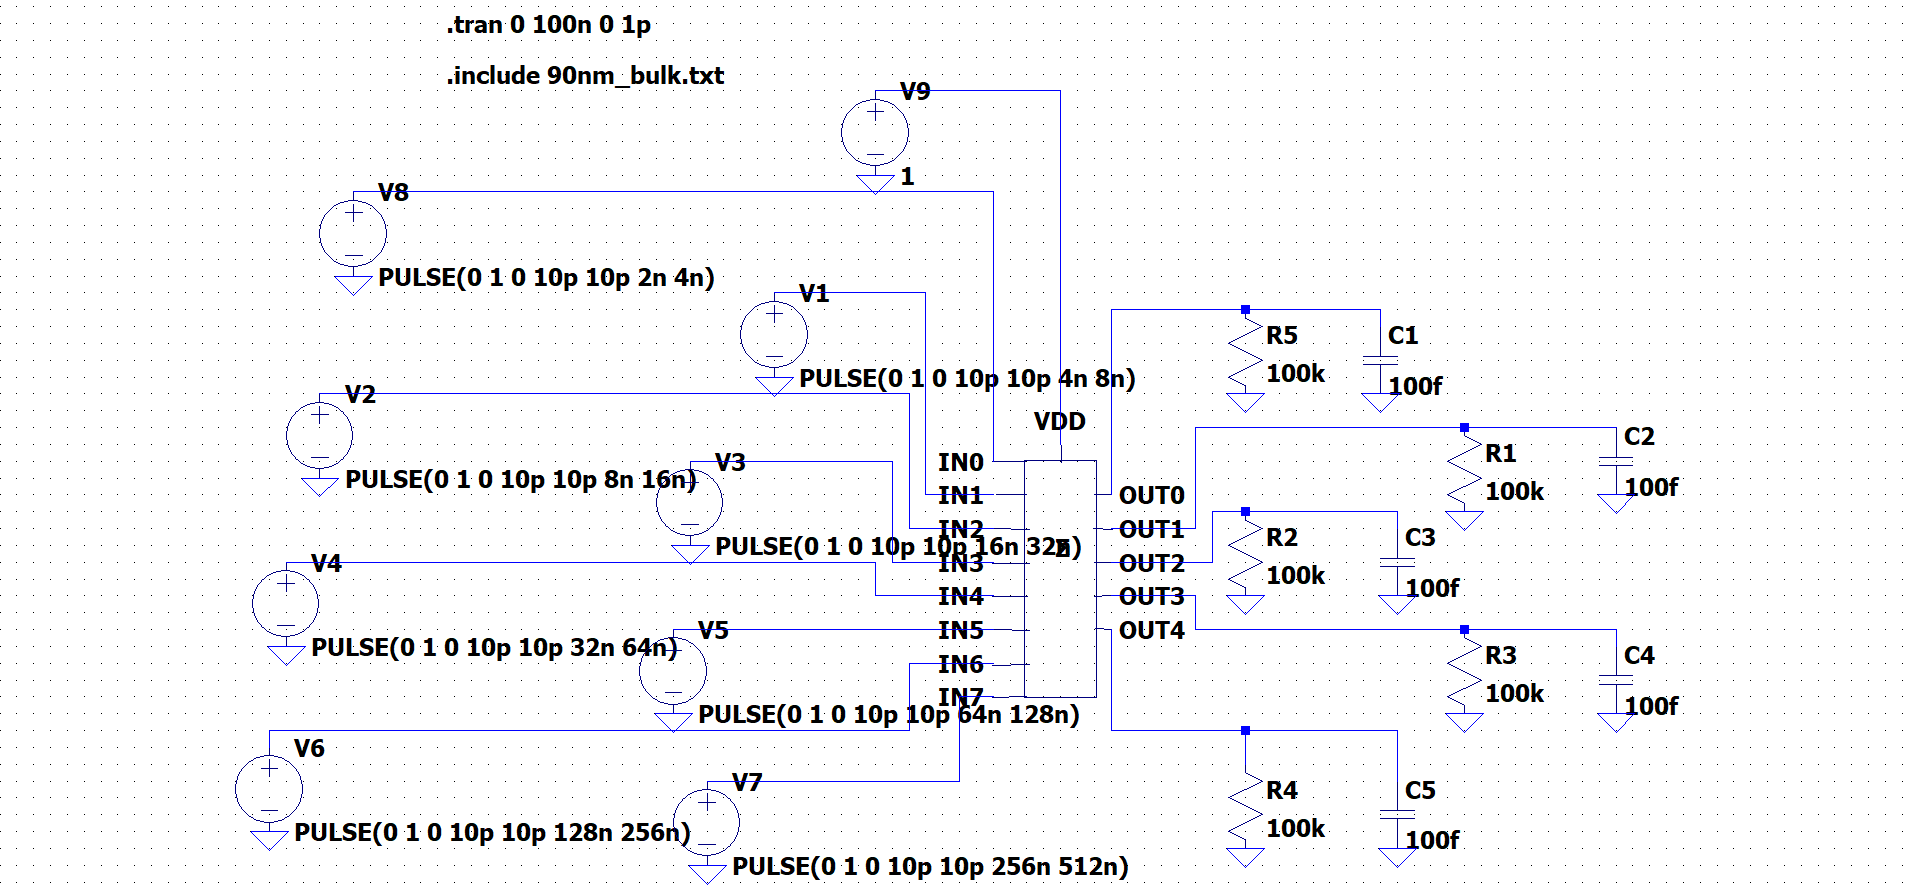 .tran 0 100n 0 1p
.include 90nm_bulk.txt
V9
1
V8
PULSE(0 1 0 10p 10p 2n 4n)
V1
PULSE(0 1 0 10p 10p 4n 8n)
V2
PULSE(0 1 0 10p 10p 8n 16n)
V3
PULSE(0 1 0 10p 10p 16n 32n)
V4
PULSE(0 1 0 10p 10p 32n 64n)
V5
PULSE(0 1 0 10p 10p 64n 128n)
V6
PULSE(0 1 0 10p 10p 128n 256n)
V7
PULSE(0 1 0 10p 10p 256n 512n)
VDD
IN0
IN1
IN2
IN3
IN4
IN5
IN6
IN7
OUT0
OUT1
OUT2
OUT3
OUT4
R5
100k
C1
100f
R1
100k
C2
100f
R2
100k
C3
100f
R3
100k
C4
100f
R4
100k
C5
100f